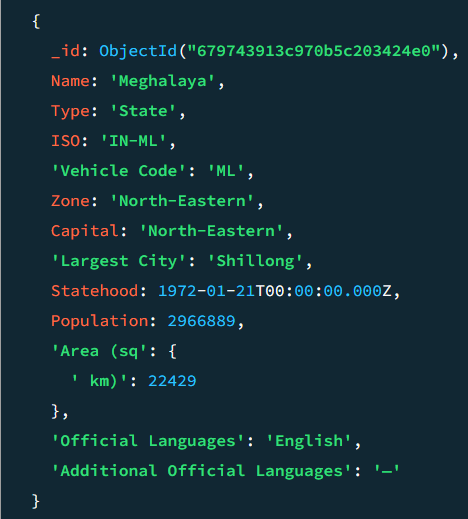 {
_id: ObjectId("679743913c970b5c203424e0"),
Name: 'Meghalaya',
Type: 'State',
ISO: 'IN-ML',
'Vehicle Code': 'ML',
Zone: 'North-Eastern',
Capital: 'North-Eastern',
'Largest City': 'Shillong',
Statehood: 1972-01-21T00:00:00.000Z,
Population: 2966889,
'Area (sq': {
' km)': 22429
},
'Official Languages': 'English',
'Additional Official Languages': '—'
}